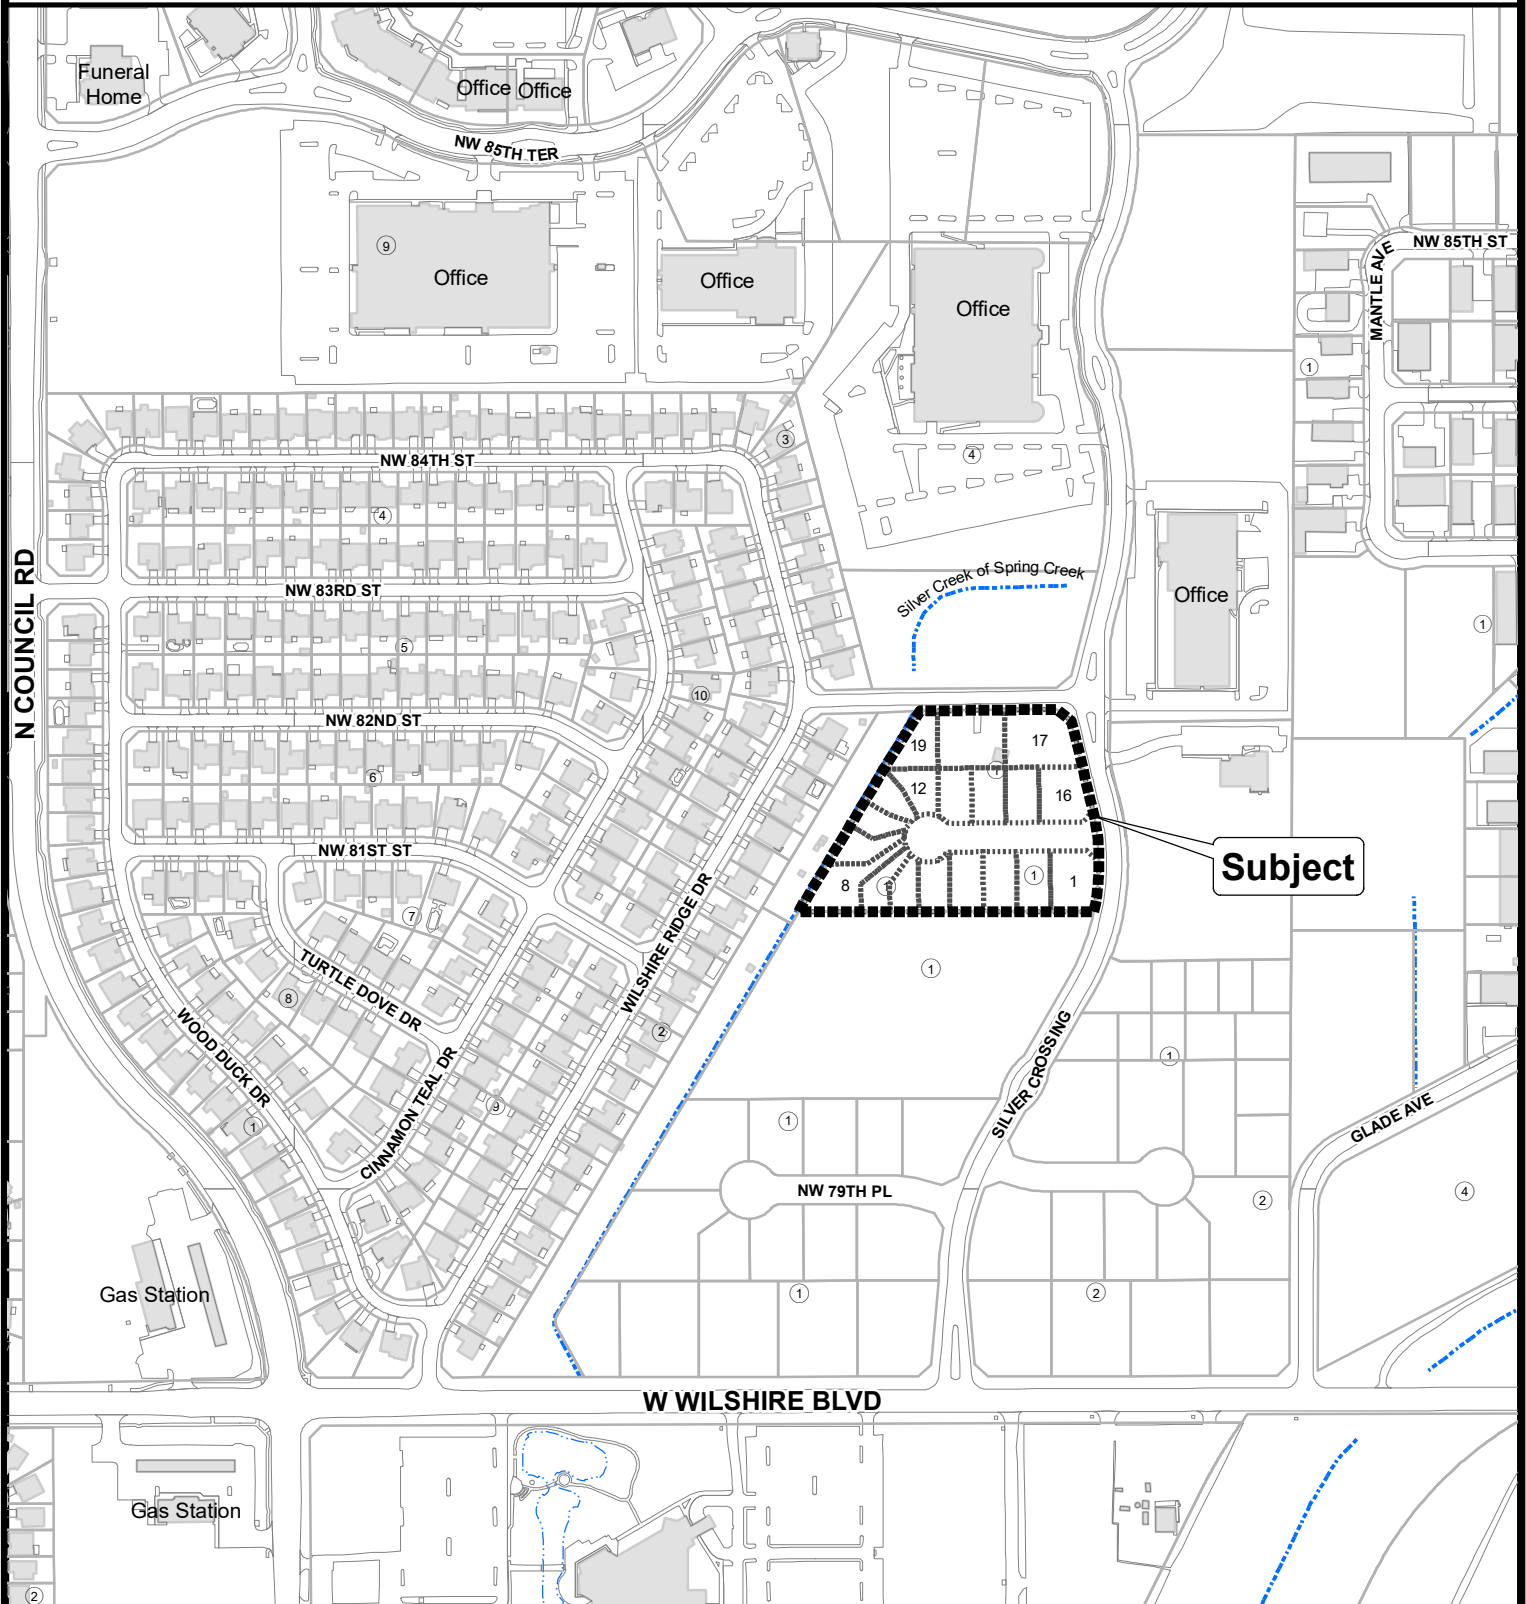 Funeral
Home
Office
Office
NW 85TH TER
9
Office
Office
Office
NW 85TH ST
MANTLE AVE
1
3
NW 84TH ST
4
4
N COUNCIL RD
NW 83RD ST
Silver Creek of Spring Creek
Office
5
1
10
NW 82ND ST
19
17
1
6
12
16
NW 81ST ST
Subject
8
1
1
1
7
WILSHIRE RIDGE DR
TURTLE DOVE DR
1
8
2
WOOD DUCK DR
CINNAMON TEAL DR
SILVER CROSSING
1
9
1
1
GLADE AVE
NW 79TH PL
2
4
Gas Station
1
2
W WILSHIRE BLVD
Gas Station
2